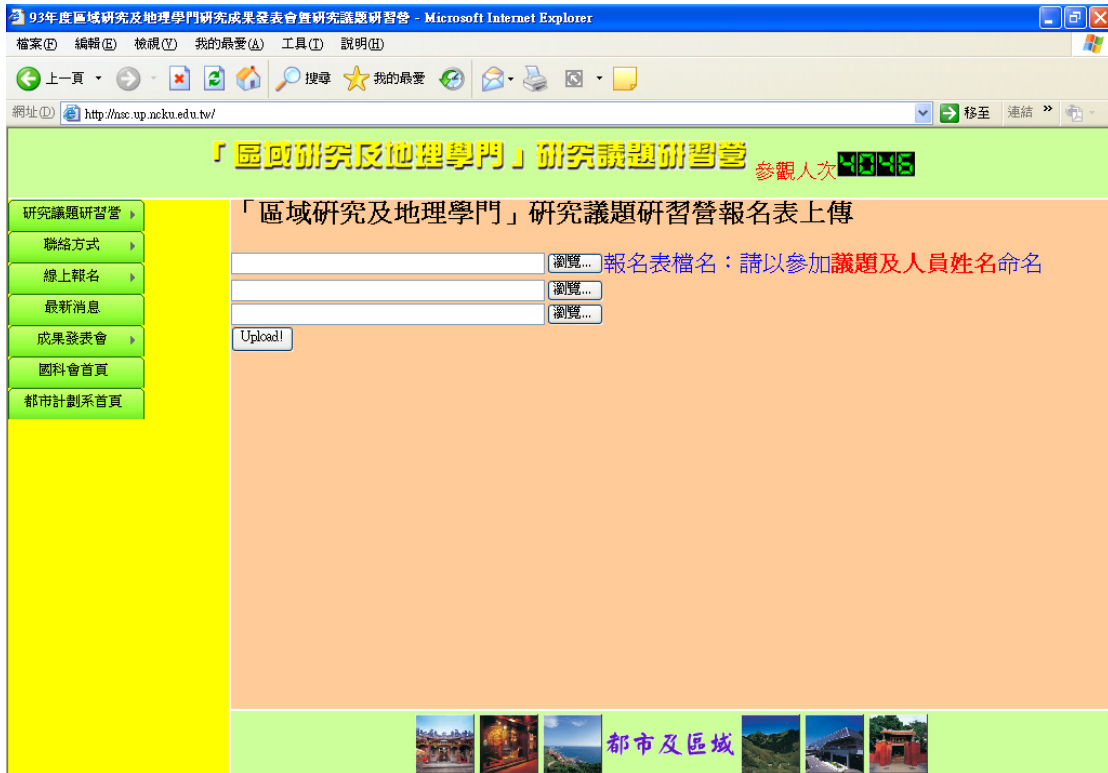 93年度區域研究及地理學門研究成果發表會暨研究議題研習營 - Microsoft Internet Explorer
檔案(F) 編輯(E) 檢視(V) 我的最愛(A) 工具(T) 說明(H)
上一頁 搜尋 我的最愛
網址(D) http://nsc.up.ncku.edu.tw/ 移至 連結 »
「區域研究及地理學門」研究議題研習營 參觀人次4046
研究議題研習營
聯絡方式
線上報名
最新消息
成果發表會
國科會首頁
都市計劃系首頁
「區域研究及地理學門」研究議題研習營報名表上傳
瀏覽... 報名表檔名：請以參加議題及人員姓名命名
瀏覽...
瀏覽...
Upload!
都市及區域